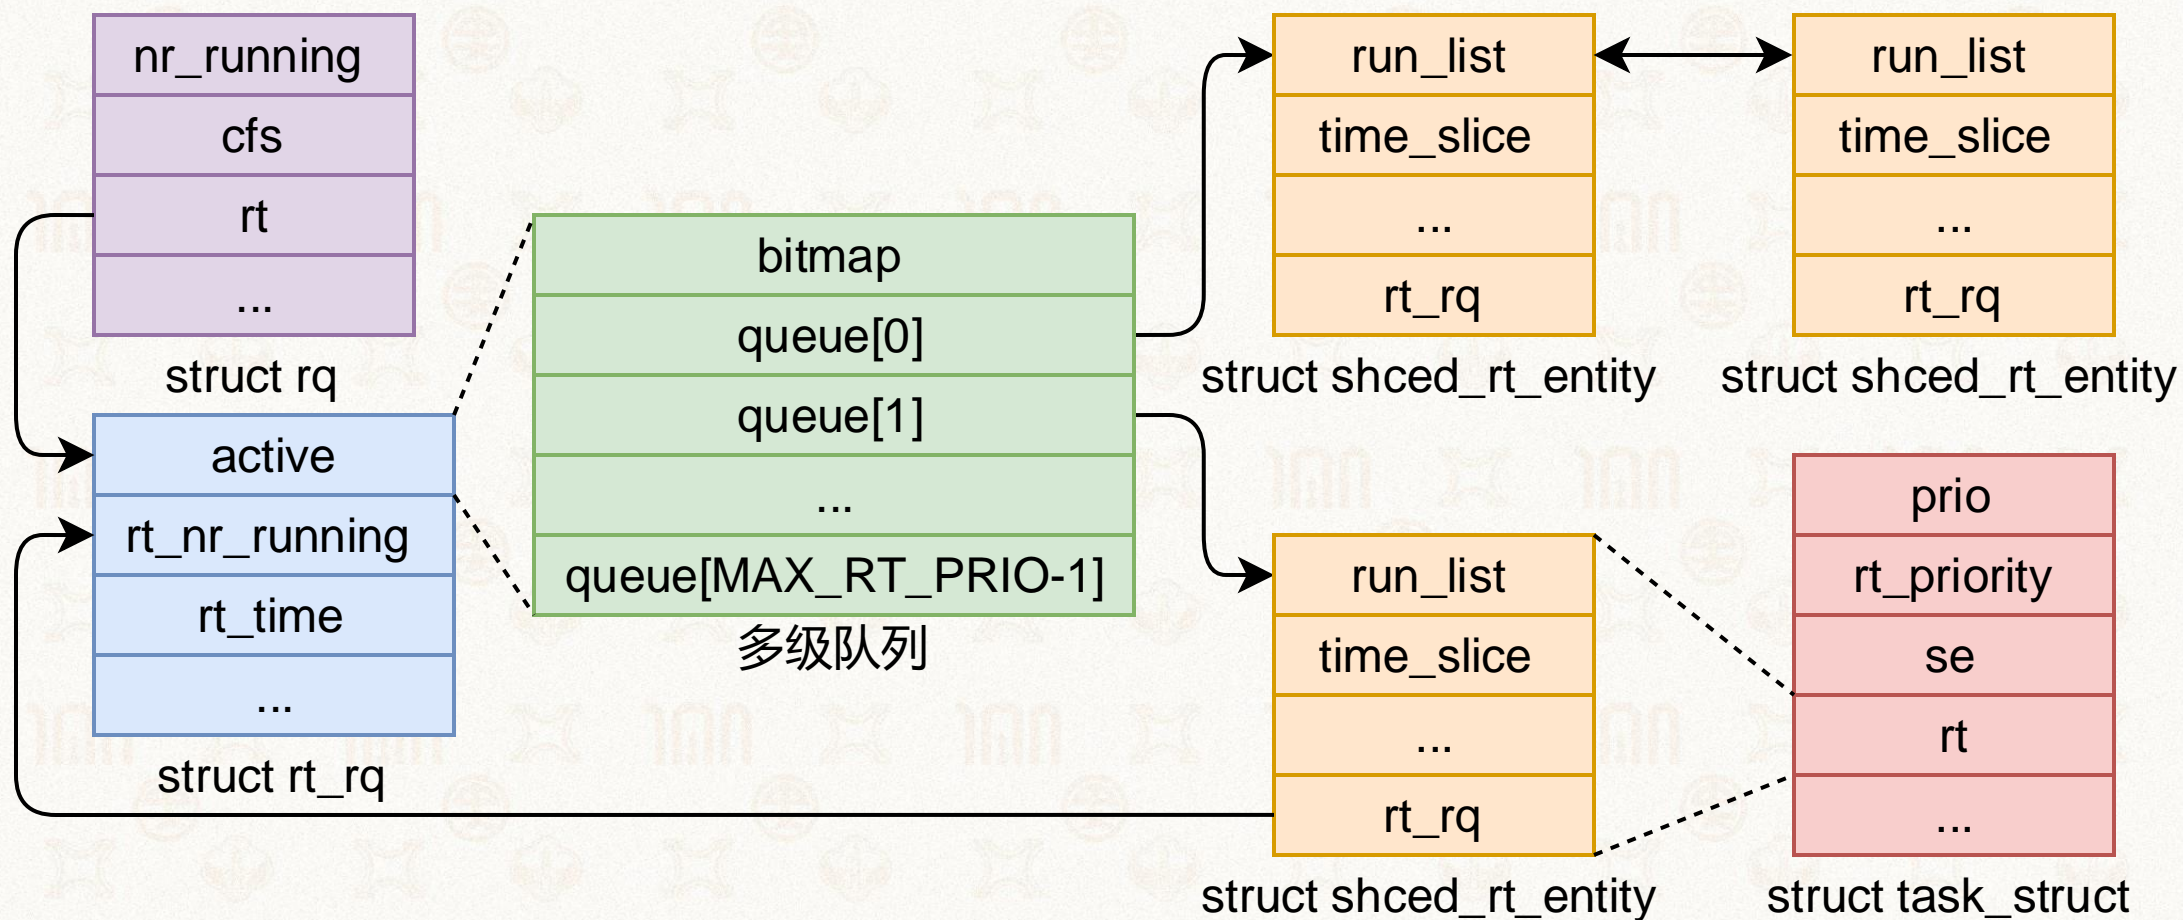 nr_running
cfs
rt
...
struct rq
active
rt_nr_running
rt_time
...
struct rt_rq
bitmap
queue[0]
queue[1]
...
queue[MAX_RT_PRIO-1]
多级队列
run_list
time_slice
...
rt_rq
struct shced_rt_entity
run_list
time_slice
...
rt_rq
struct shced_rt_entity
run_list
time_slice
...
rt_rq
struct shced_rt_entity
prio
rt_priority
se
rt
...
struct task_struct